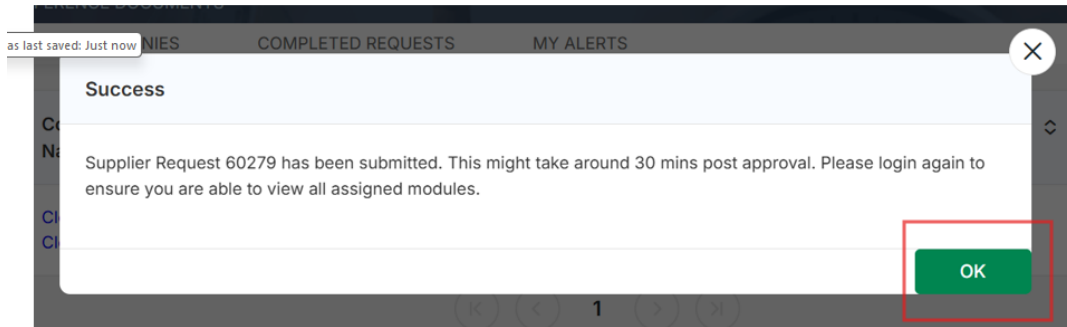 as last saved: Just now
COMPLETED REQUESTS
MY ALERTS
Success
Supplier Request 60279 has been submitted. This might take around 30 mins post approval. Please login again to
ensure you are able to view all assigned modules.
OK
1